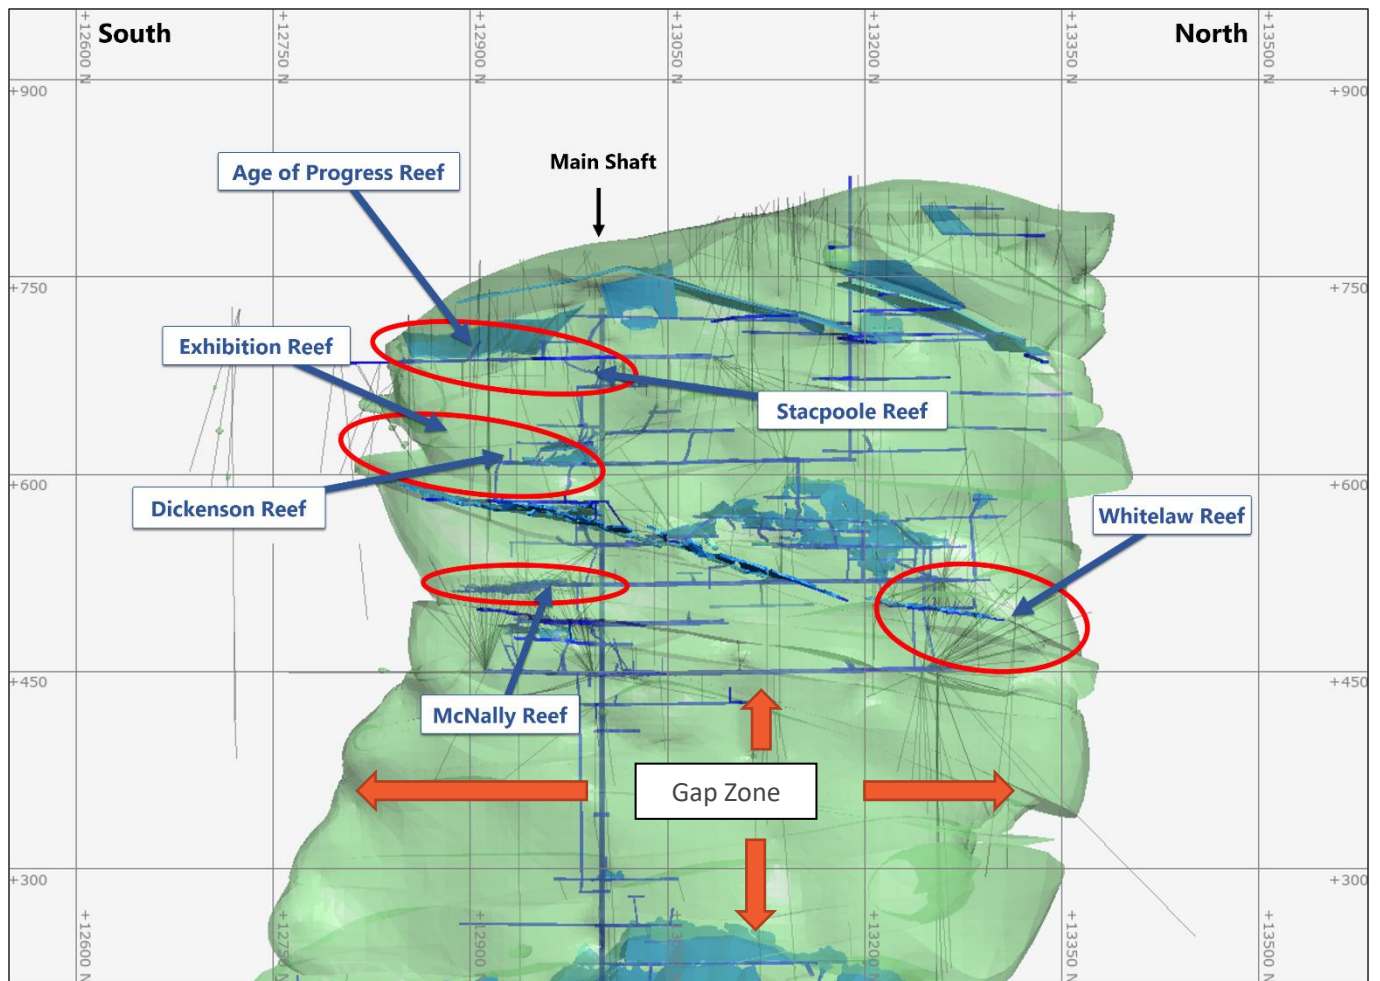 South
North
+12600 N
+12750 N
+12900 N
+13050 N
+13200 N
+13350 N
+13500 N
+900
+900
Age of Progress Reef
Main Shaft
+750
+750
Exhibition Reef
Stacpoole Reef
+600
+600
Dickenson Reef
Whitelaw Reef
+450
+450
McNally Reef
Gap Zone
+300
+300
+12600 N
+12750 N
+12900 N
+13050 N
+13200 N
+13350 N
+13500 N